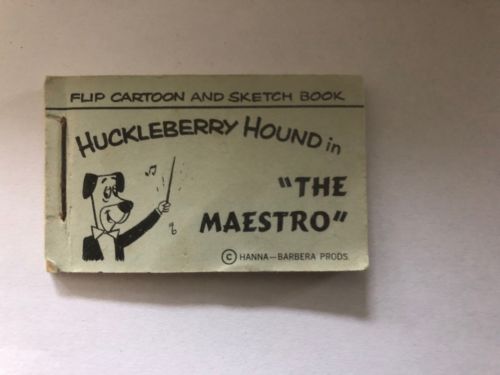 FLIP CARTOON AND SKETCH BOOK
HUCKLEBERRY HOUND in
"THE
MAESTRO"
© HANNA-BARBERA PRODS.